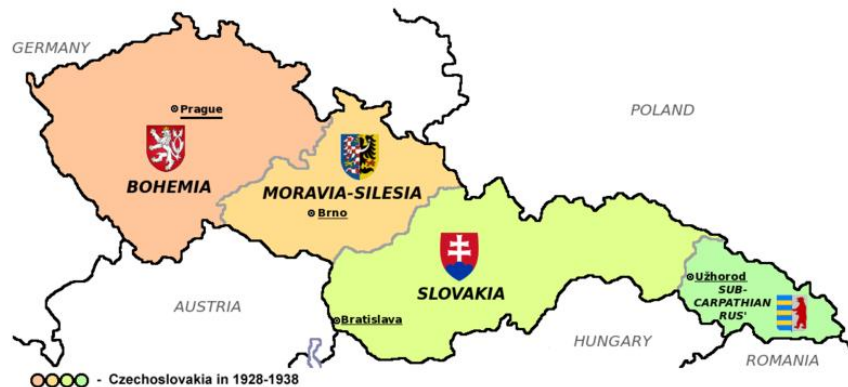 GERMANY
POLAND
Prague
BOHEMIA
MORAVIA-SILESIA
Brno
SLOVAKIA
Užhorod
SUB-
CARPATHIAN
RUS'
AUSTRIA
Bratislava
HUNGARY
ROMANIA
- Czechoslovakia in 1928-1938